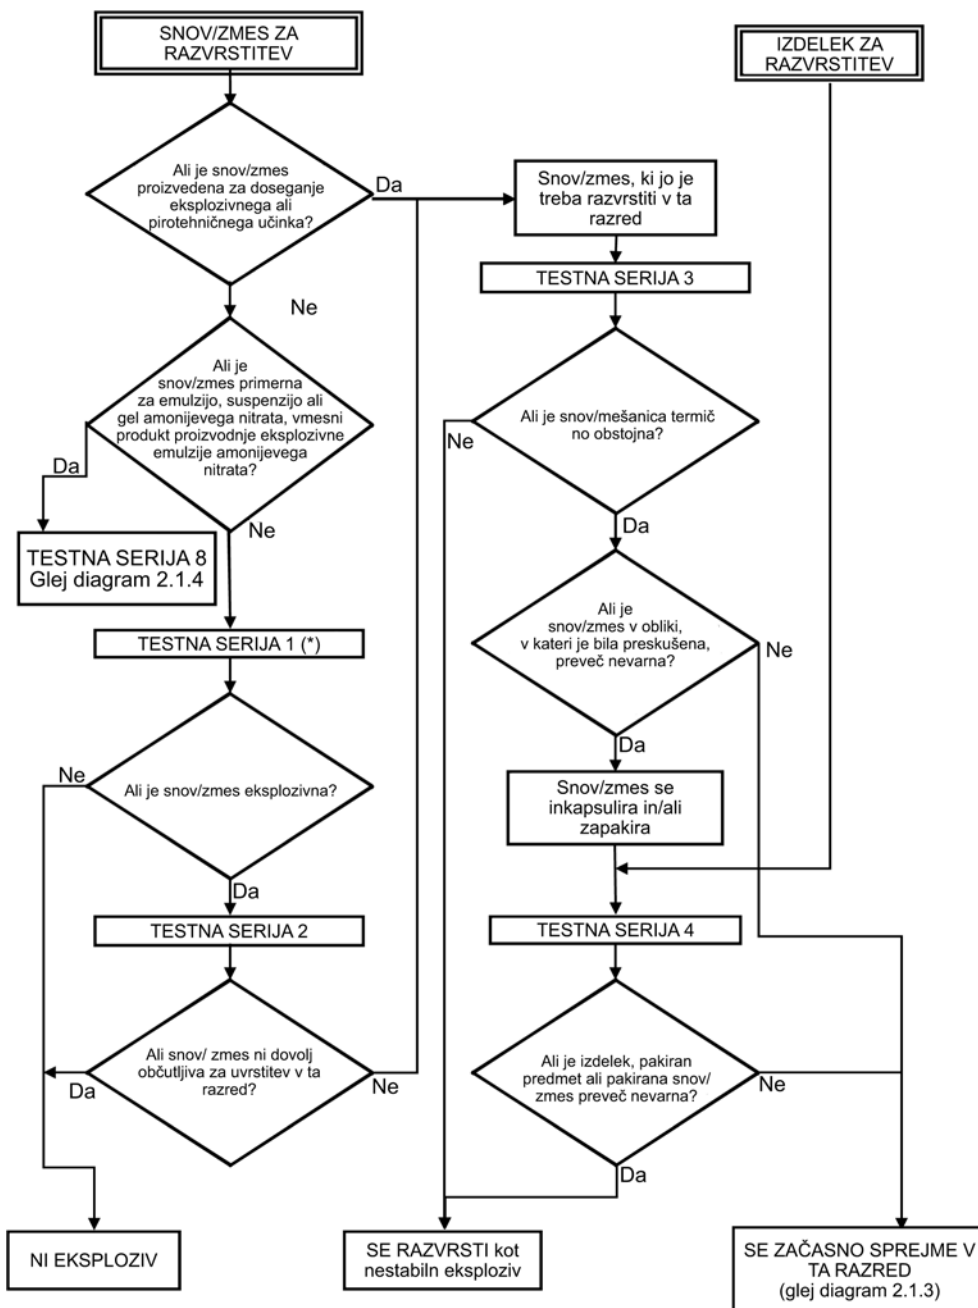 SNOV/ZMES ZA
RAZVRSTITEV
IZDELEK ZA
RAZVRSTITEV
Ali je snov/zmes
proizvedena za doseganje
eksplozivnega ali
pirotehničnega učinka?
Da
Ne
Snov/zmes, ki jo je
treba razvrstiti v ta
razred
TESTNA SERIJA 3
Ali je
snov/zmes primerna
za emulzijo, suspenzijo ali
gel amonijevega nitrata, vmesni
produkt proizvodnje eksplozivne
emulzije amonijevega
nitrata?
Da
Ne
TESTNA SERIJA 8
Glej diagram 2.1.4
Ali je snov/mešanica termič
no obstojna?
Ne
Da
TESTNA SERIJA 1 (*)
Ali je
snov/zmes v obliki,
v kateri je bila preskušena,
preveč nevarna?
Ne
Da
Ali je snov/zmes eksplozivna?
Ne
Da
Snov/zmes se
inkapsulira in/ali
zapakira
TESTNA SERIJA 2
TESTNA SERIJA 4
Ali snov/ zmes ni dovolj
občutljiva za uvrstitev v ta
razred?
Da
Ne
Ali je izdelek, pakiran
predmet ali pakirana snov/
zmes preveč nevarna?
Ne
Da
NI EKSPLOZIV
SE RAZVRSTI kot
nestabiln eksploziv
SE ZAČASNO SPREJME V
TA RAZRED
(glej diagram 2.1.3)